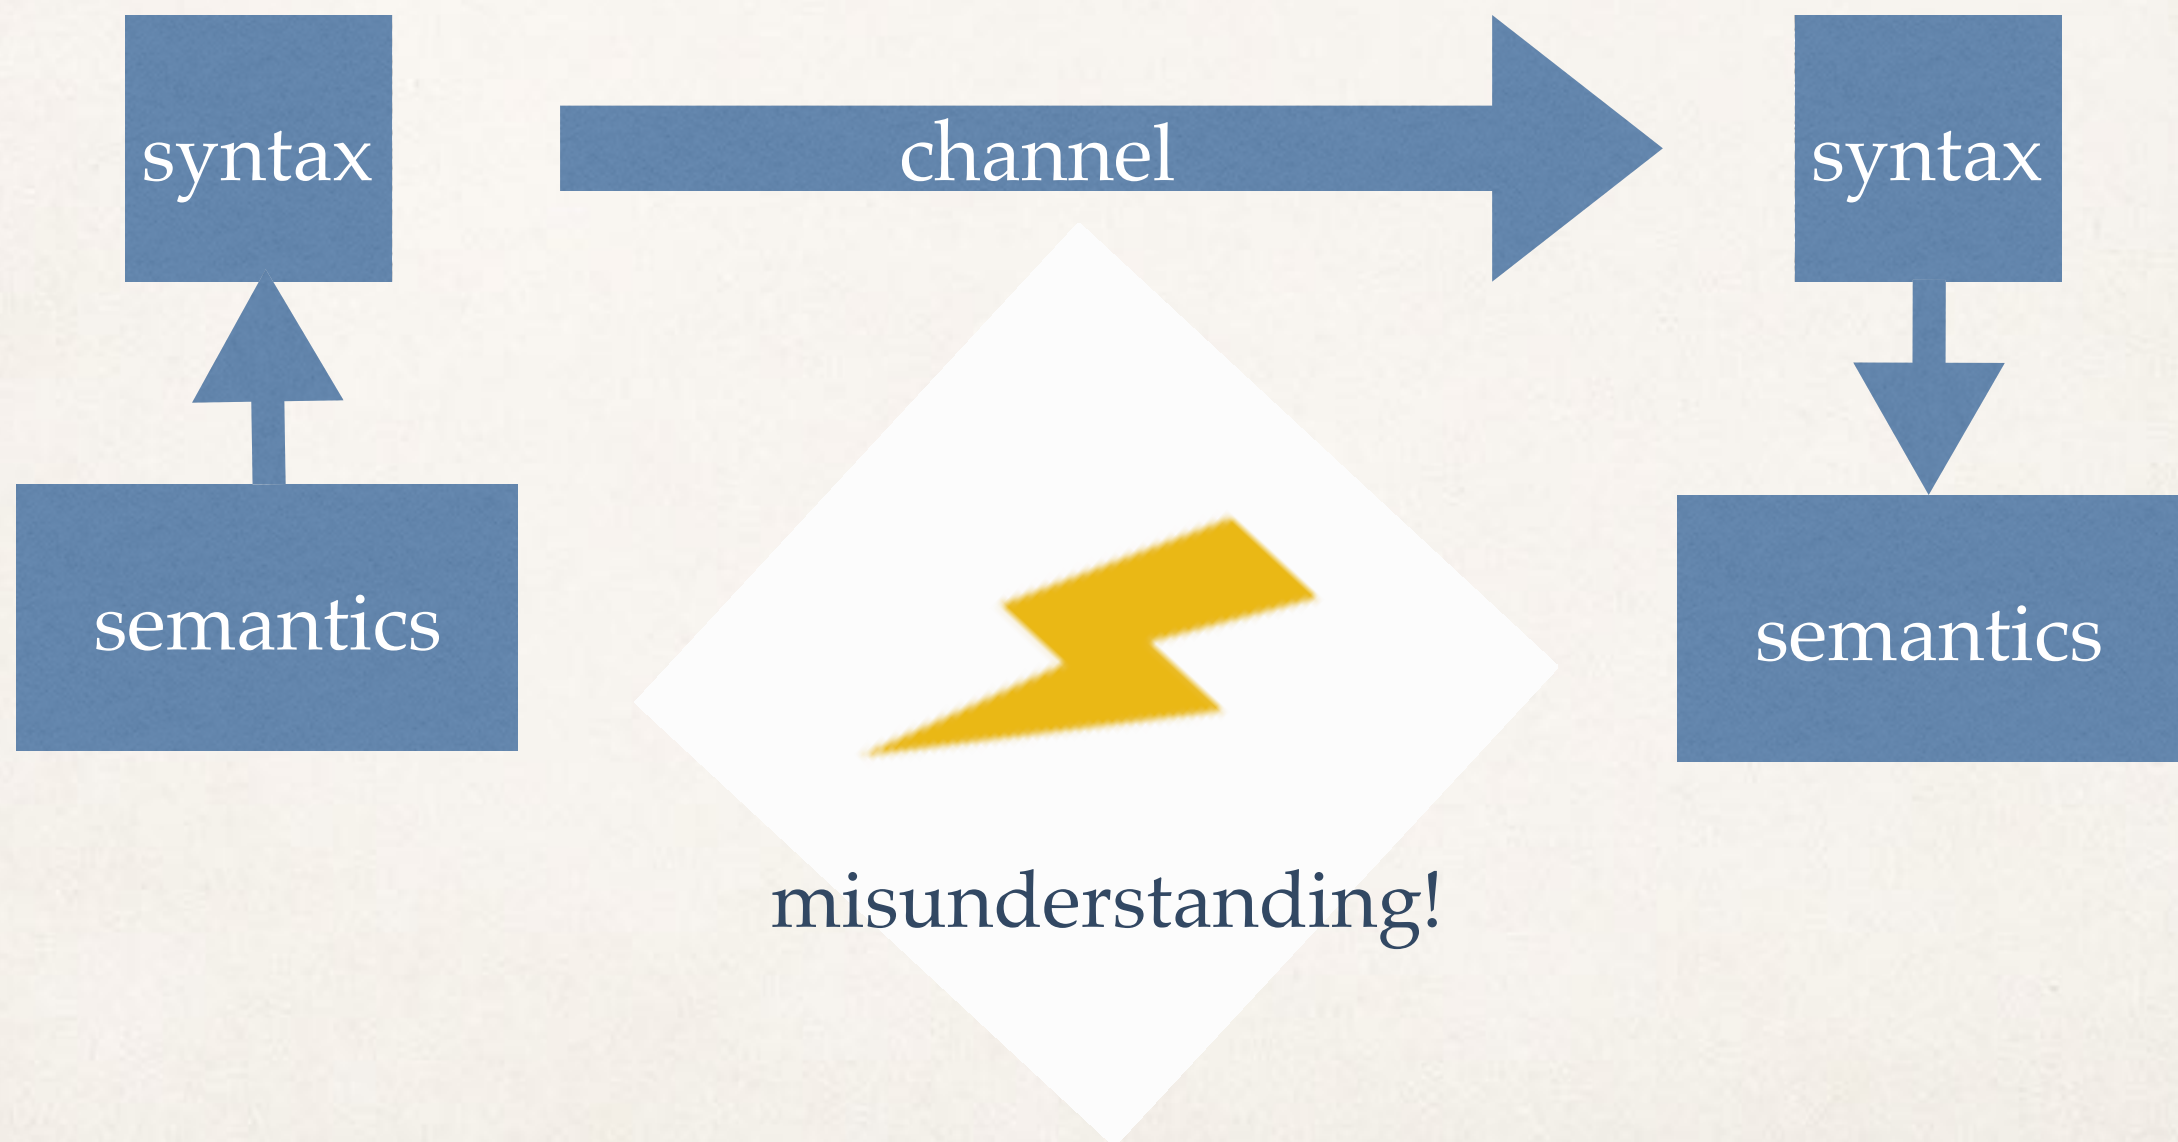 syntax
channel
syntax
semantics
semantics
misunderstanding!